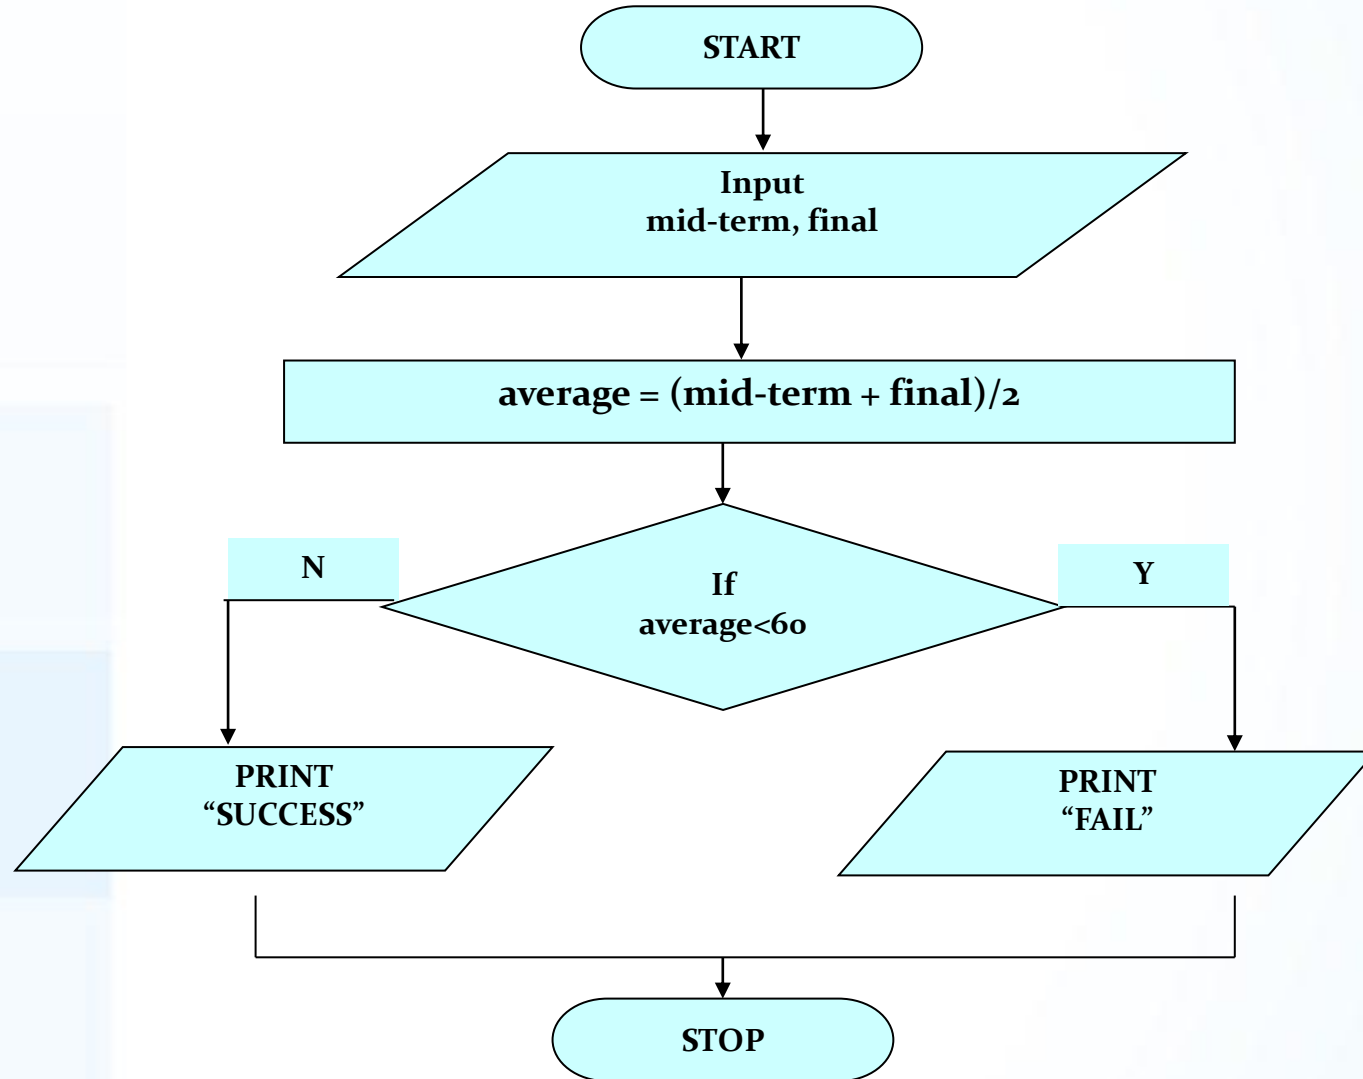 START
Input
mid-term, final
average = (mid-term + final)/2
N
If
average<60
Y
PRINT
“SUCCESS”
PRINT
“FAIL”
STOP